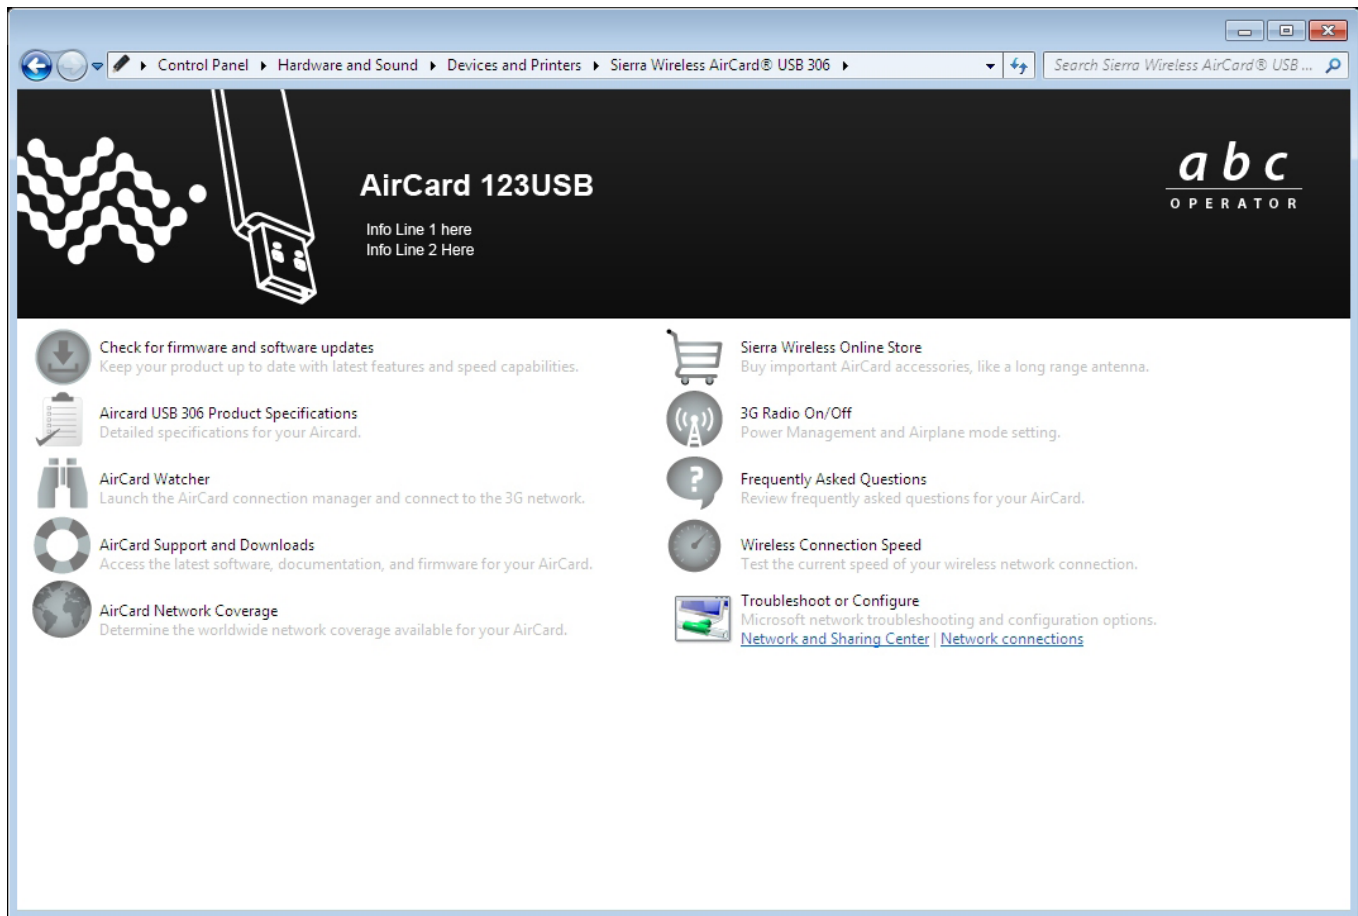 Control Panel ▸ Hardware and Sound ▸ Devices and Printers ▸ Sierra Wireless AirCard® USB 306 ▸
Search Sierra Wireless AirCard® USB ...
AirCard 123USB
Info Line 1 here
Info Line 2 Here
a b c
OPERATOR
Check for firmware and software updates
Keep your product up to date with latest features and speed capabilities.
Aircard USB 306 Product Specifications
Detailed specifications for your Aircard.
AirCard Watcher
Launch the AirCard connection manager and connect to the 3G network.
AirCard Support and Downloads
Access the latest software, documentation, and firmware for your AirCard.
AirCard Network Coverage
Determine the worldwide network coverage available for your AirCard.
Sierra Wireless Online Store
Buy important AirCard accessories, like a long range antenna.
3G Radio On/Off
Power Management and Airplane mode setting.
Frequently Asked Questions
Review frequently asked questions for your AirCard.
Wireless Connection Speed
Test the current speed of your wireless network connection.
Troubleshoot or Configure
Microsoft network troubleshooting and configuration options.
Network and Sharing Center | Network connections